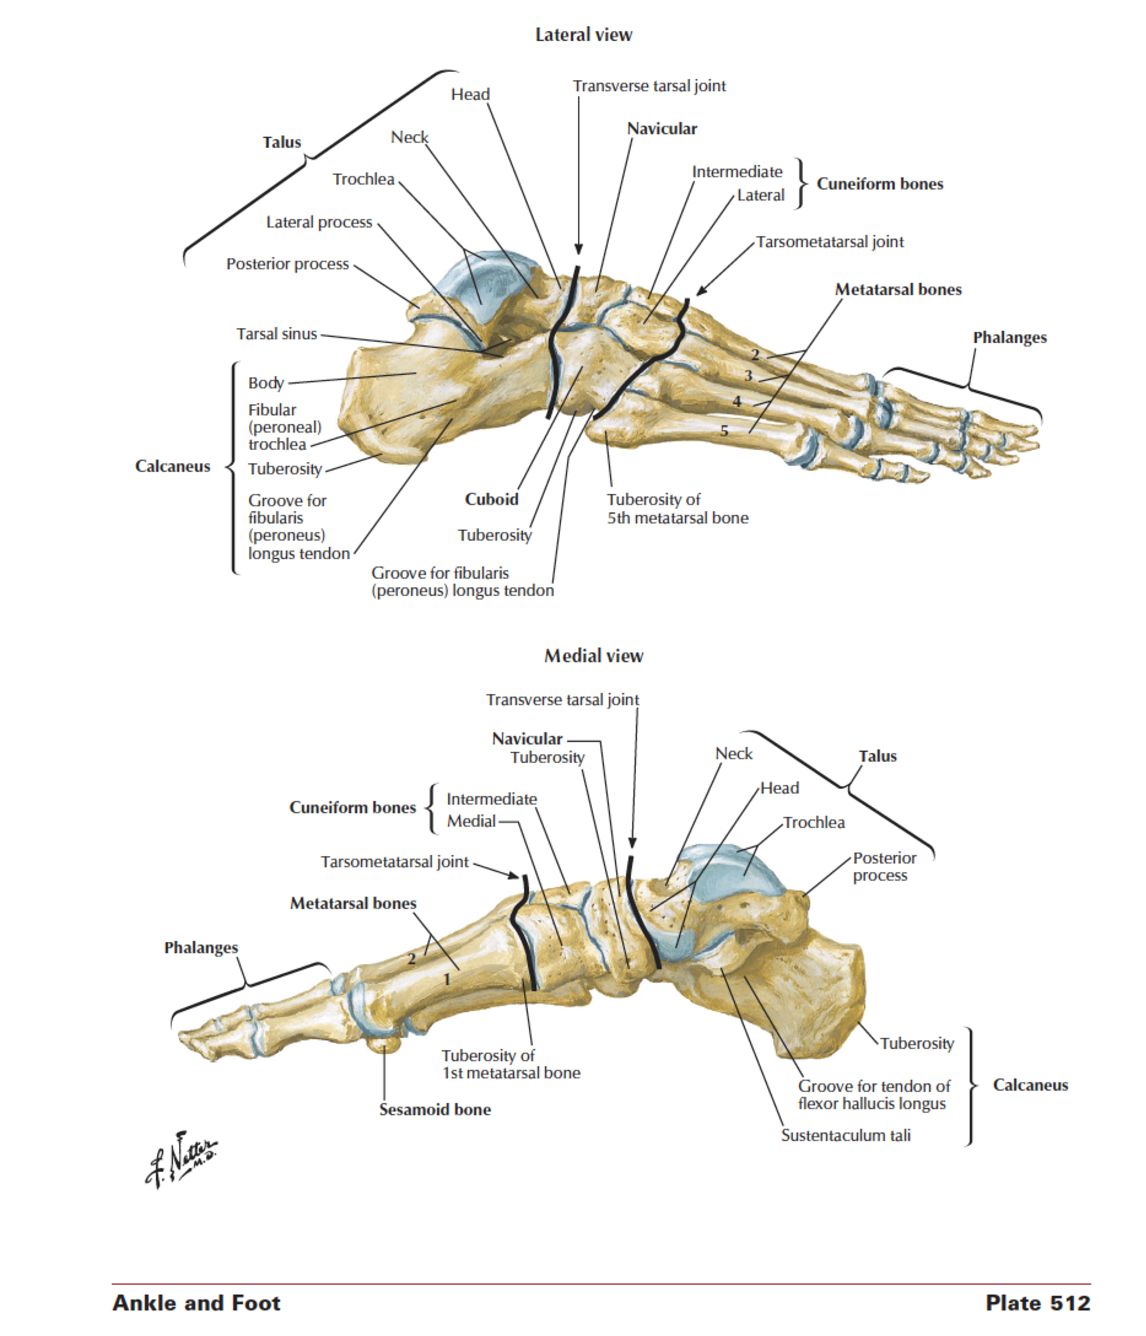 Lateral view
Transverse tarsal joint
Head
Navicular
Talus
Neck
Intermediate
Trochlea
Cuneiform bones
Lateral
Lateral process
Tarsometatarsal joint
Posterior process
Metatarsal bones
Tarsal sinus
Phalanges
2
3
4
5
Body
Fibular
(peroneal)
trochlea
Calcaneus
Tuberosity
Groove for
fibularis
(peroneus)
longus tendon
Cuboid
Tuberosity
Tuberosity of
5th metatarsal bone
Groove for fibularis
(peroneus) longus tendon
Medial view
Transverse tarsal joint
Navicular
Tuberosity
Neck
Talus
Head
Cuneiform bones
Intermediate
Medial
Trochlea
Tarsometatarsal joint
Posterior
process
Metatarsal bones
Phalanges
2
1
Tuberosity
Tuberosity of
1st metatarsal bone
Groove for tendon of
flexor hallucis longus
Calcaneus
Sesamoid bone
Sustentaculum tali
F. Netter
M.D.
Ankle and Foot
Plate 512